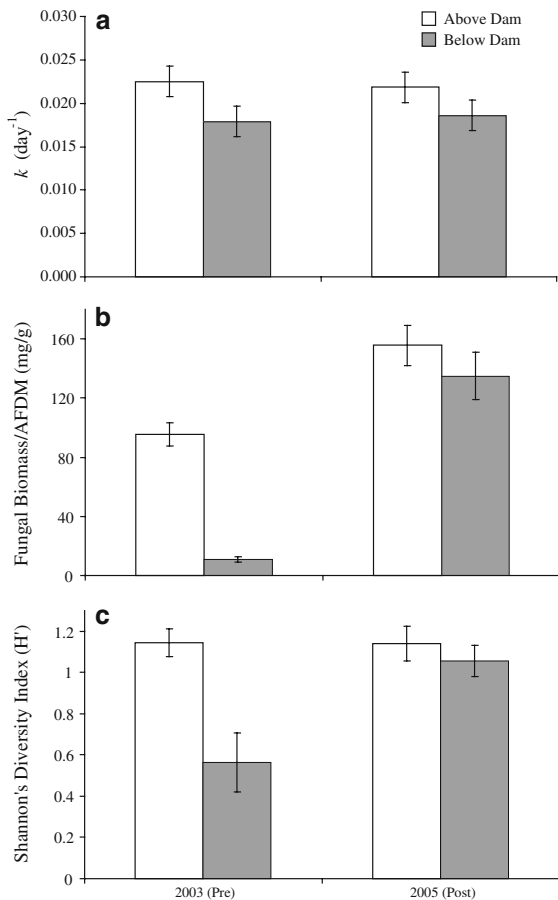 a
Above Dam
Below Dam
0.030
0.025
0.020
0.015
0.010
0.005
0.000
k (day⁻¹)
b
160
120
80
40
0
Fungal Biomass/AFDM (mg/g)
c
1.2
1
0.8
0.6
0.4
0.2
0
Shannon's Diversity Index (H')
2003 (Pre)
2005 (Post)